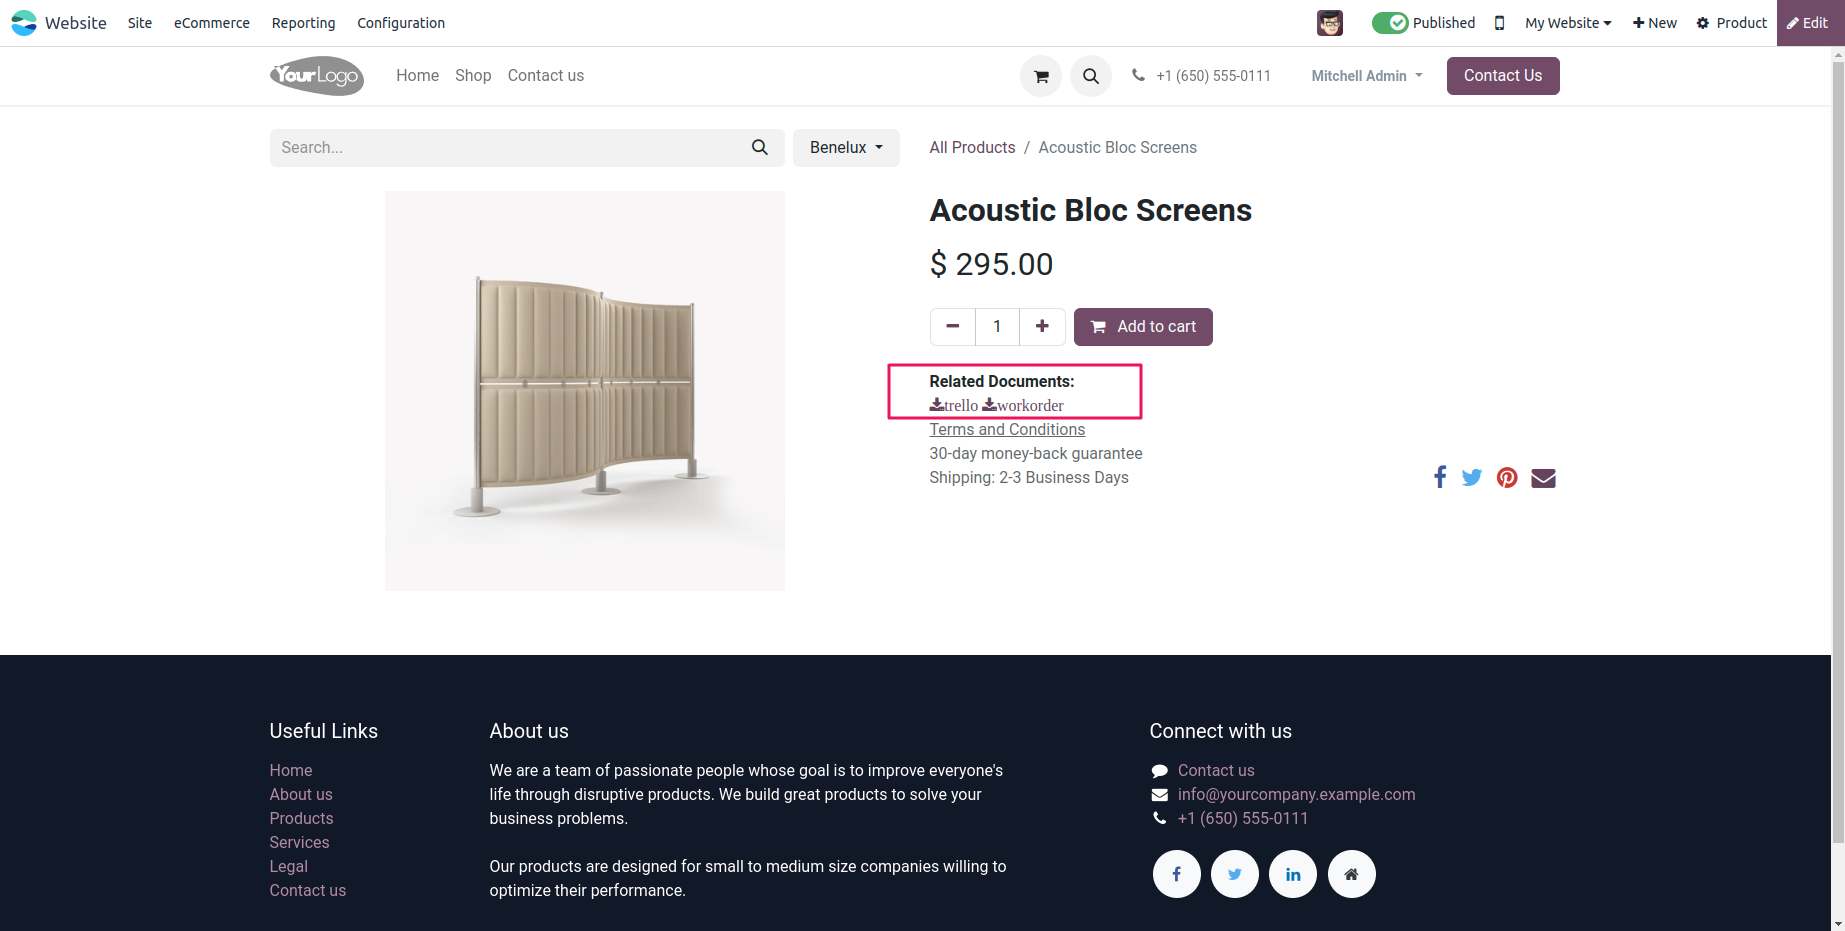 Website Site eCommerce Reporting Configuration Published My Website New Product Edit
YourLogo Home Shop Contact us +1 (650) 555-0111 Mitchell Admin Contact Us
Search... Benelux All Products / Acoustic Bloc Screens
Acoustic Bloc Screens
$ 295.00
1 Add to cart
Related Documents:
trello workorder
Terms and Conditions
30-day money-back guarantee
Shipping: 2-3 Business Days
Useful Links
Home
About us
Products
Services
Legal
Contact us
About us
We are a team of passionate people whose goal is to improve everyone's
life through disruptive products. We build great products to solve your
business problems.
Our products are designed for small to medium size companies willing to
optimize their performance.
Connect with us
Contact us
info@yourcompany.example.com
+1 (650) 555-0111